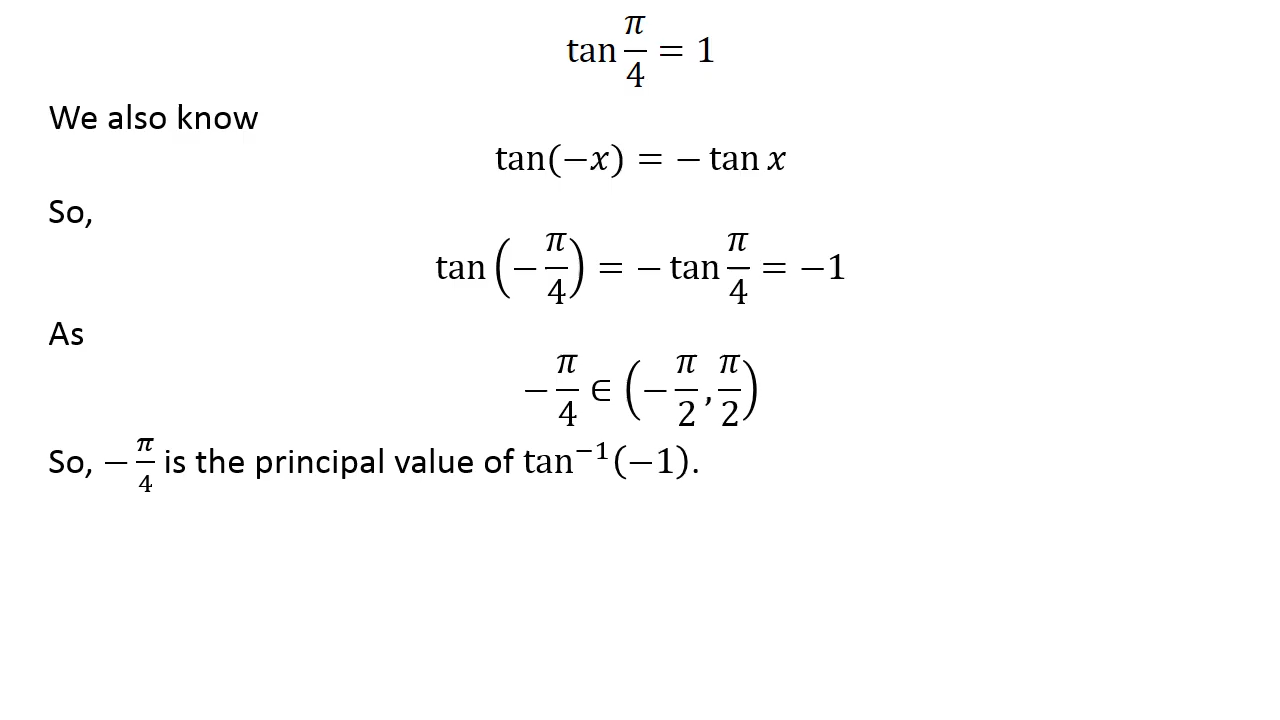 tan π/4 = 1
We also know
tan(−x) = − tan x
So,
tan (−π/4) = − tan π/4 = −1
As
−π/4 ∈ (−π/2, π/2)
So, −π/4 is the principal value of tan⁻¹(−1).